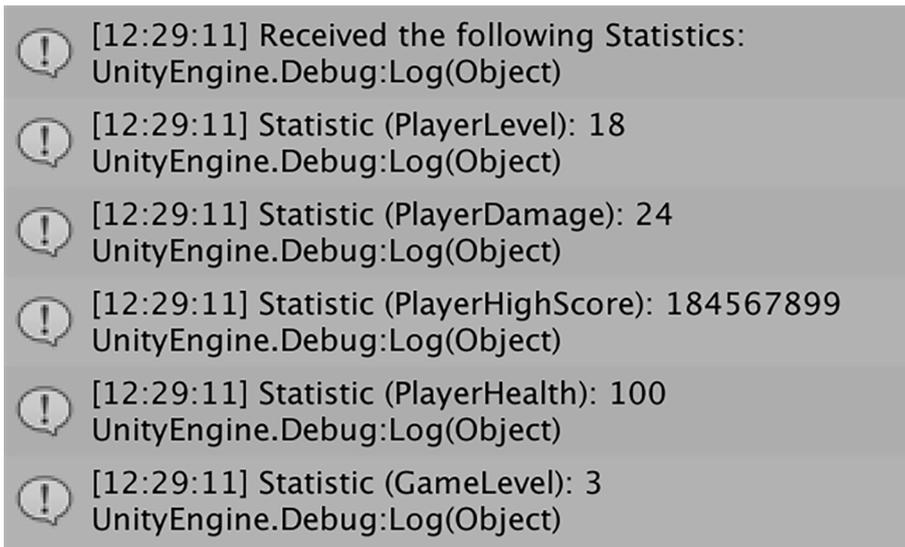 [12:29:11] Received the following Statistics:
UnityEngine.Debug:Log(Object)
[12:29:11] Statistic (PlayerLevel): 18
UnityEngine.Debug:Log(Object)
[12:29:11] Statistic (PlayerDamage): 24
UnityEngine.Debug:Log(Object)
[12:29:11] Statistic (PlayerHighScore): 184567899
UnityEngine.Debug:Log(Object)
[12:29:11] Statistic (PlayerHealth): 100
UnityEngine.Debug:Log(Object)
[12:29:11] Statistic (GameLevel): 3
UnityEngine.Debug:Log(Object)